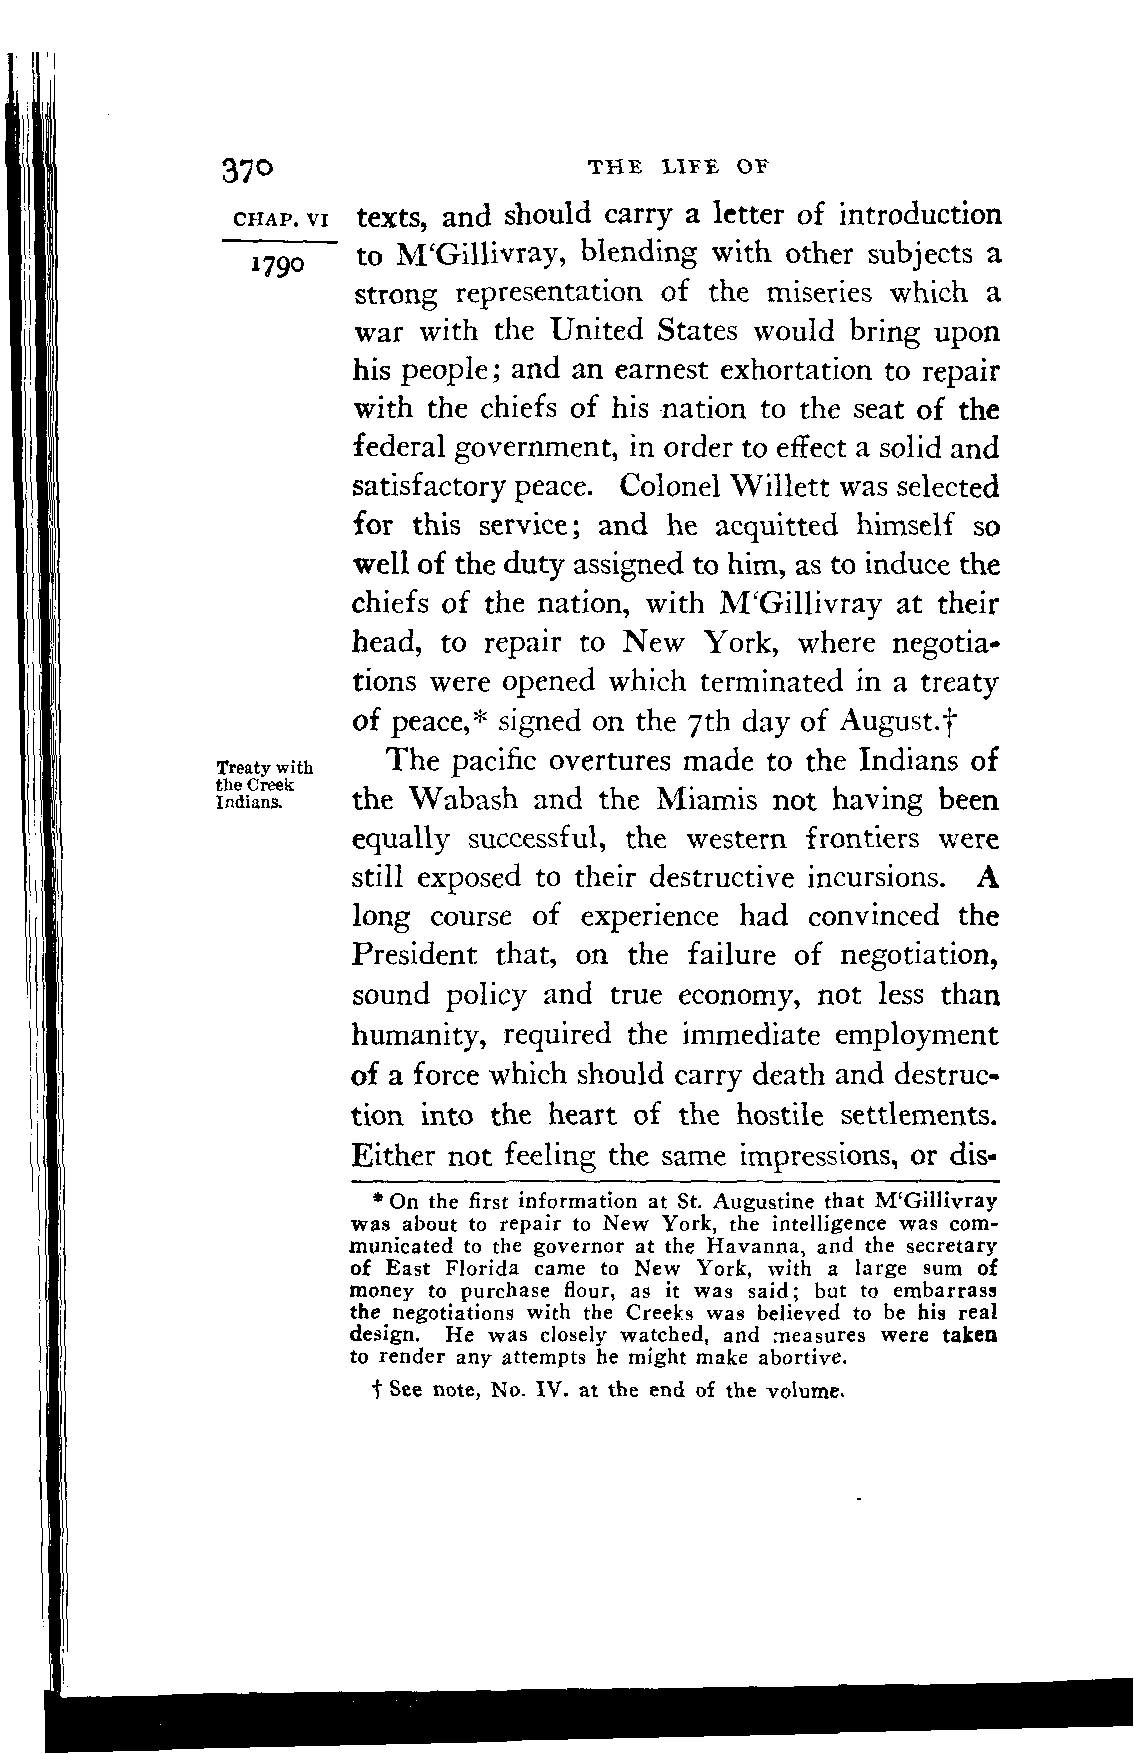 370 THE LIFE OF
CHAP. VI
1790
texts, and should carry a letter of introduction
to M‘Gillivray, blending with other subjects a
strong representation of the miseries which a
war with the United States would bring upon
his people; and an earnest exhortation to repair
with the chiefs of his nation to the seat of the
federal government, in order to effect a solid and
satisfactory peace. Colonel Willett was selected
for this service; and he acquitted himself so
well of the duty assigned to him, as to induce the
chiefs of the nation, with M‘Gillivray at their
head, to repair to New York, where negotia-
tions were opened which terminated in a treaty
of peace,* signed on the 7th day of August.†
Treaty with
the Creek
Indians.
The pacific overtures made to the Indians of
the Wabash and the Miamis not having been
equally successful, the western frontiers were
still exposed to their destructive incursions. A
long course of experience had convinced the
President that, on the failure of negotiation,
sound policy and true economy, not less than
humanity, required the immediate employment
of a force which should carry death and destruc-
tion into the heart of the hostile settlements.
Either not feeling the same impressions, or dis-
* On the first information at St. Augustine that M‘Gillivray
was about to repair to New York, the intelligence was com-
municated to the governor at the Havanna, and the secretary
of East Florida came to New York, with a large sum of
money to purchase flour, as it was said; but to embarrass
the negotiations with the Creeks was believed to be his real
design. He was closely watched, and measures were taken
to render any attempts he might make abortive.
† See note, No. IV. at the end of the volume.